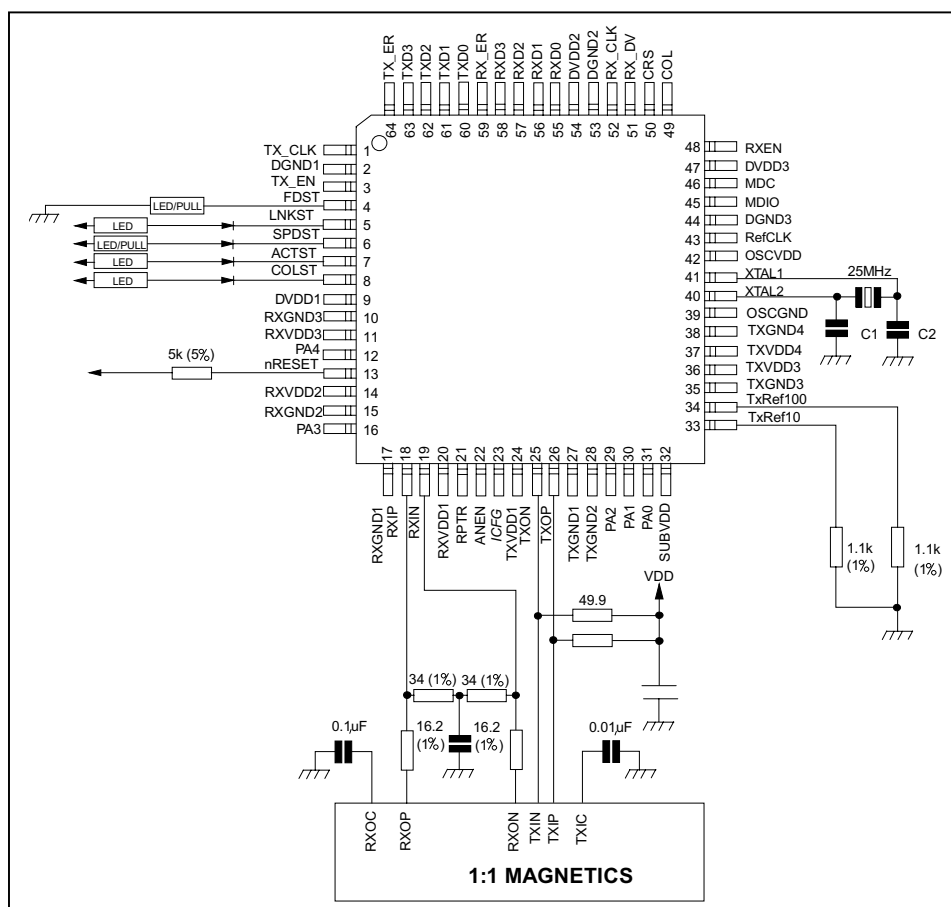 TX_ER
TXD3
TXD2
TXD1
TXD0
RX_ER
RXD3
RXD2
RXD1
RXD0
DVDD2
DGND2
RX_CLK
RX_DV
CRS
COL
64
63
62
61
60
59
58
57
56
55
54
53
52
51
50
49
TX_CLK 1
DGND1 2
TX_EN 3
LED/PULL FDST 4
LED LNKST 5
LED/PULL SPDST 6
LED ACTST 7
LED COLST 8
DVDD1 9
RXGND3 10
RXVDD3 11
PA4 12
5k (5%) nRESET 13
RXVDD2 14
RXGND2 15
PA3 16
48 RXEN
47 DVDD3
46 MDC
45 MDIO
44 DGND3
43 RefCLK
42 OSCVDD
41 XTAL1 25MHz
40 XTAL2
39 OSCGND
38 TXGND4
C1 C2
37 TXVDD4
36 TXVDD3
35 TXGND3
34 TxRef100
33 TxRef10
17
18
19
20
21
22
23
24
25
26
27
28
29
30
31
32
RXGND1
RXIP
RXIN
RXVDD1
RPTR
ANEN
ICFG
TXVDD1
TXON
TXOP
TXGND1
TXGND2
PA2
PA1
PA0
SUBVDD
1.1k
(1%)
1.1k
(1%)
VDD
49.9
34 (1%) 34 (1%)
0.1µF
16.2
(1%)
16.2
(1%)
0.01µF
RXOC
RXOP
RXON
TXIN
TXIP
TXIC
1:1 MAGNETICS